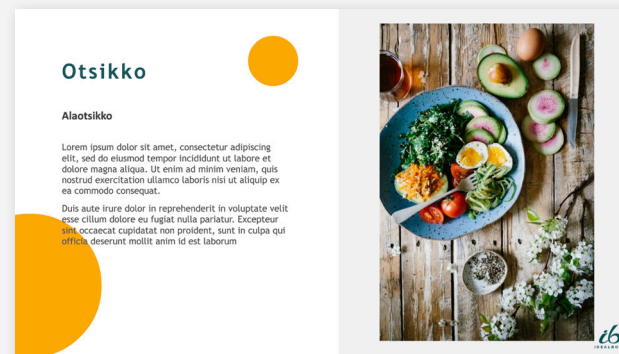 Otsikko
Alaotsikko
Lorem ipsum dolor sit amet, consectetur adipiscing
elit, sed do eiusmod tempor incididunt ut labore et
dolore magna aliqua. Ut enim ad minim veniam, quis
nostrud exercitation ullamco laboris nisi ut aliquip ex
ea commodo consequat.
Duis aute irure dolor in reprehenderit in voluptate velit
esse cillum dolore eu fugiat nulla pariatur. Excepteur
sint occaecat cupidatat non proident, sunt in culpa qui
officia deserunt mollit anim id est laborum
ib